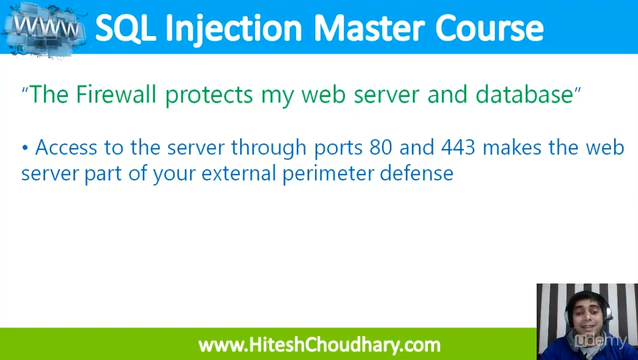 WWW
SQL Injection Master Course
"The Firewall protects my web server and database"
• Access to the server through ports 80 and 443 makes the web
server part of your external perimeter defense
udemy
www.HiteshChoudhary.com